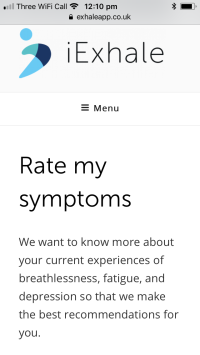 Three WiFi Call 12:10 pm
exhaleapp.co.uk
iExhale
Menu
Rate my
symptoms
We want to know more about
your current experiences of
breathlessness, fatigue, and
depression so that we make
the best recommendations for
you.